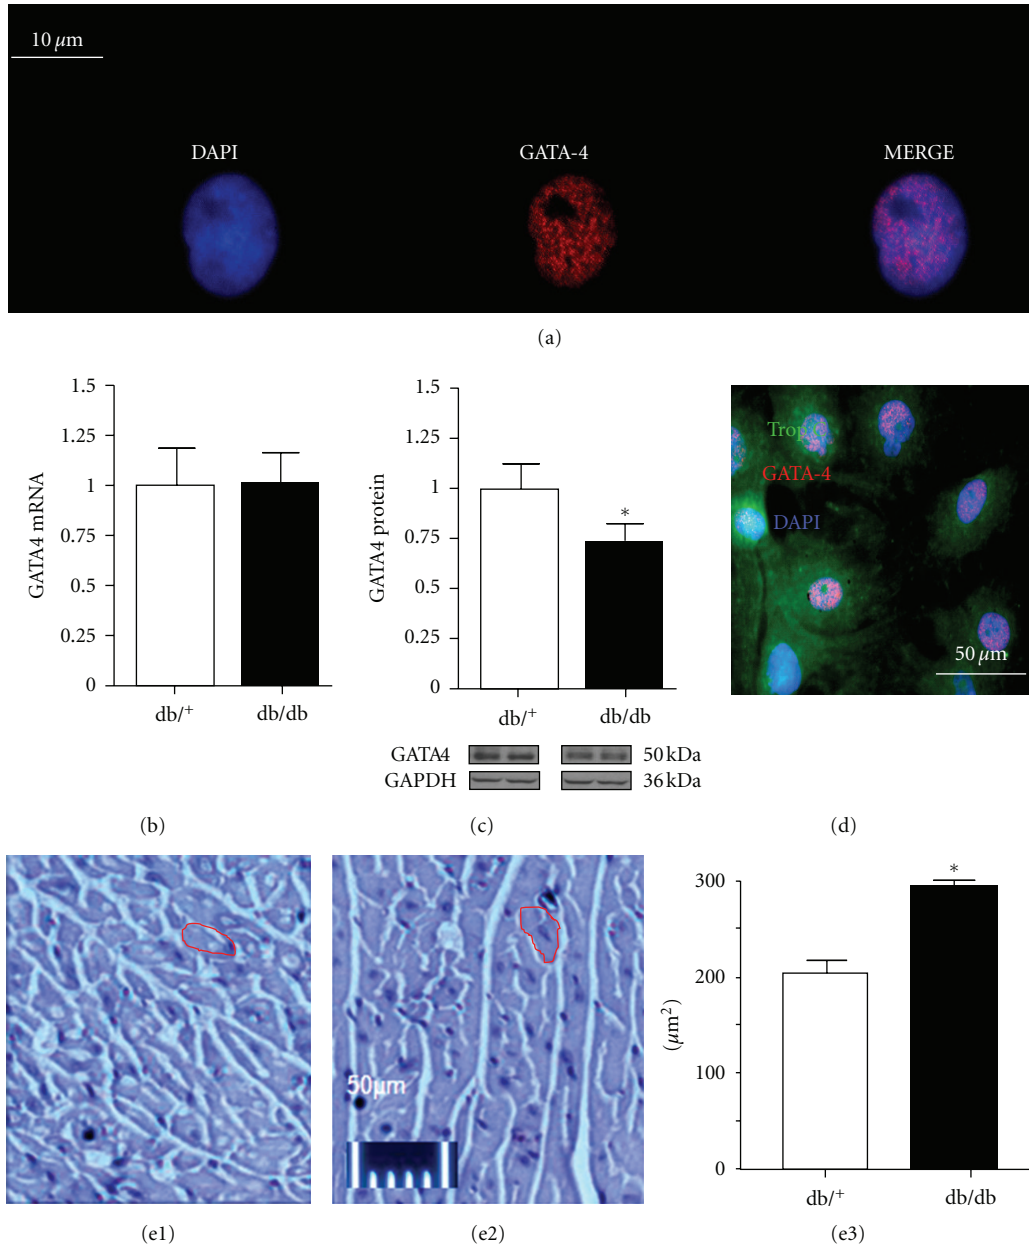 10 µm
DAPI GATA-4 MERGE
(a)
GATA4 mRNA
1.5
1.25
1
0.75
0.5
0.25
0
db/+ db/db
(b)
GATA4 protein
1.5
1.25
1
0.75
0.5
0.25
0
*
db/+ db/db
GATA4 50 kDa
GAPDH 36 kDa
(c)
Trop
GATA-4
DAPI
50 µm
(d)
(e1)
50µm
(e2)
(µm²)
300
200
100
0
*
db/+ db/db
(e3)